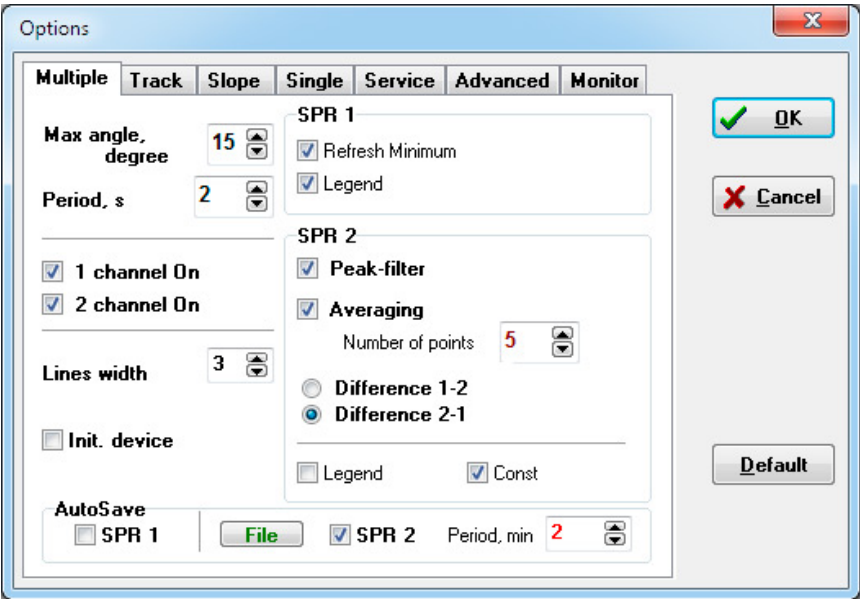 Options
Multiple Track Slope Single Service Advanced Monitor
Max angle,
degree
15
Period, s 2
1 channel On
2 channel On
Lines width 3
Init. device
SPR 1
Refresh Minimum
Legend
SPR 2
Peak-filter
Averaging
Number of points 5
Difference 1-2
Difference 2-1
Legend Const
AutoSave
SPR 1 File SPR 2 Period, min 2
OK
Cancel
Default